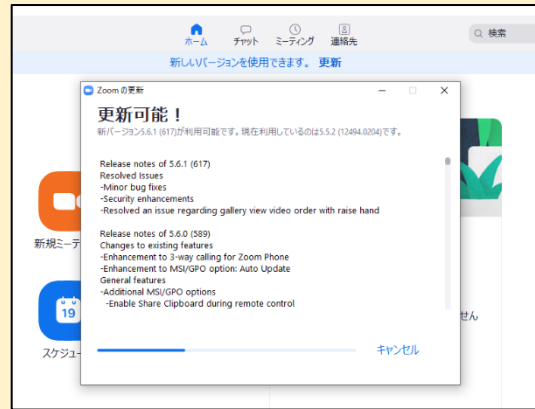 ホーム
チャット
ミーティング
連絡先
検索
新しいバージョンを使用できます。 更新
Zoom の更新
更新可能！
新バージョン5.6.1 (617)が利用可能です。現在利用しているのは5.5.2 (12494.0204)です。
Release notes of 5.6.1 (617)
Resolved Issues
-Minor bug fixes
-Security enhancements
-Resolved an issue regarding gallery view video order with raise hand
Release notes of 5.6.0 (589)
Changes to existing features
-Enhancement to 3-way calling for Zoom Phone
-Enhancement to MSI/GPO option: Auto Update
General features
-Additional MSI/GPO options
-Enable Share Clipboard during remote control
新規ミーテ
19
スケジュー
せん
キャンセル